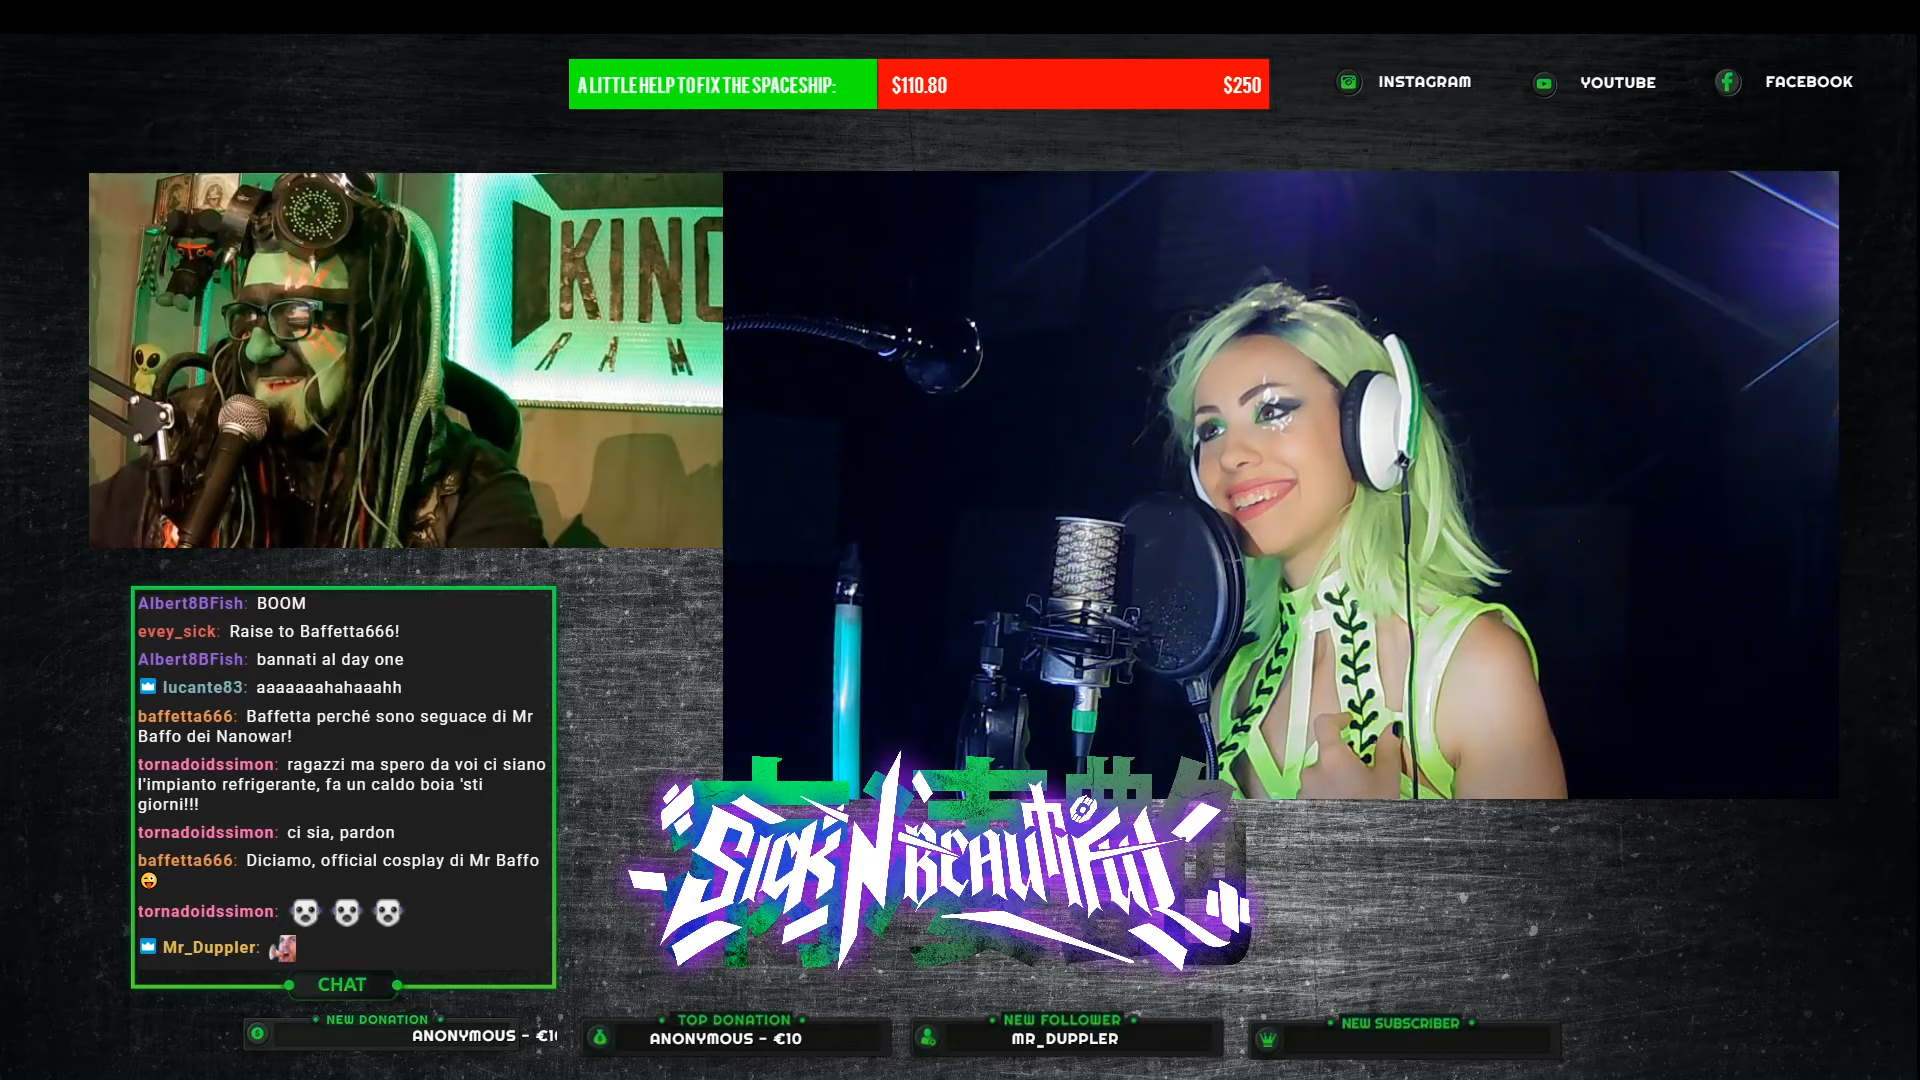 A LITTLE HELP TO FIX THE SPACESHIP: $110.80 $250
INSTAGRAM YOUTUBE FACEBOOK
KING
RAM
Albert8BFish: BOOM
evey_sick: Raise to Baffetta666!
Albert8BFish: bannati al day one
lucante83: aaaaaaahahaaahh
baffetta666: Baffetta perché sono seguace di Mr
Baffo dei Nanowar!
tornadoidssimon: ragazzi ma spero da voi ci siano
l'impianto refrigerante, fa un caldo boia 'sti
giorni!!!
tornadoidssimon: ci sia, pardon
baffetta666: Diciamo, official cosplay di Mr Baffo
😜
tornadoidssimon:
Mr_Duppler:
CHAT
SICK N BEAUTIFUL
NEW DONATION
ANONYMOUS - €10
TOP DONATION
ANONYMOUS - €10
NEW FOLLOWER
MR_DUPPLER
NEW SUBSCRIBER